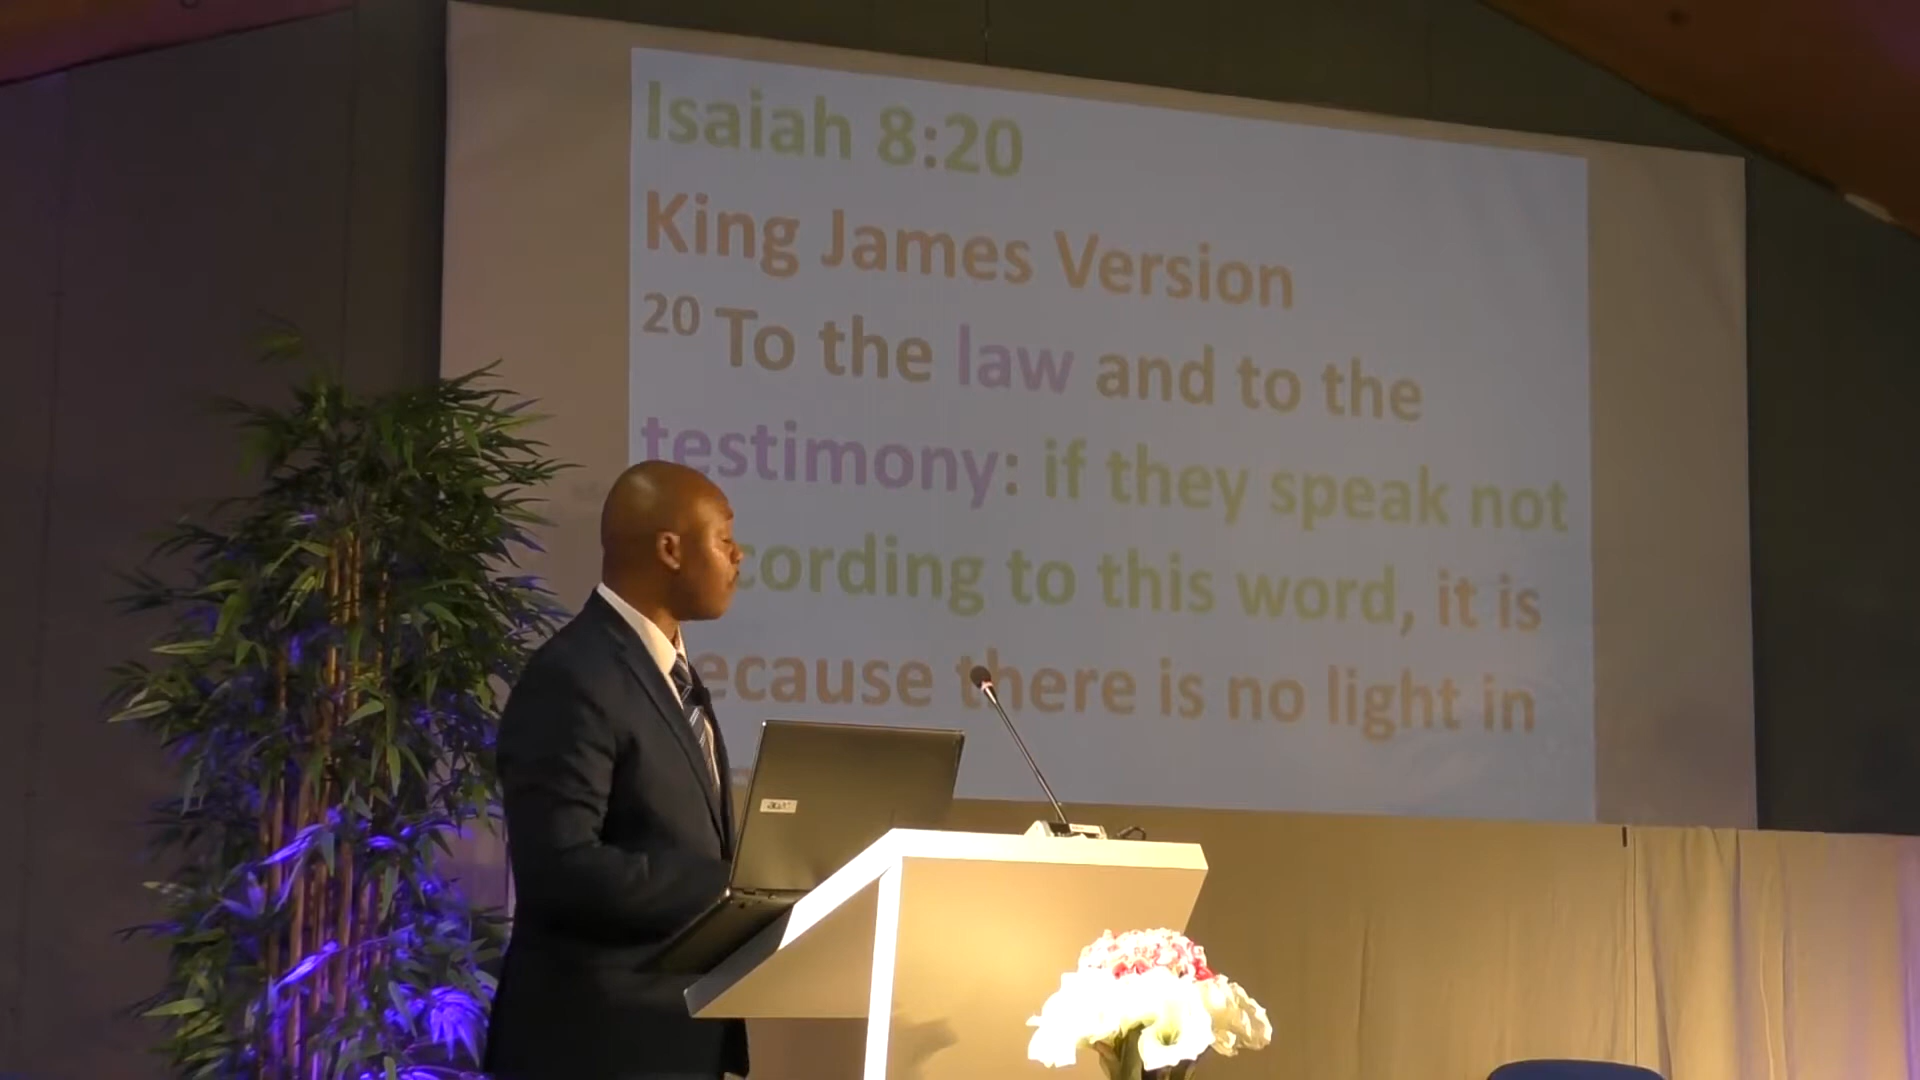 Isaiah 8:20
King James Version
20 To the law and to the
testimony: if they speak not
cording to this word, it is
ecause there is no light in
acer